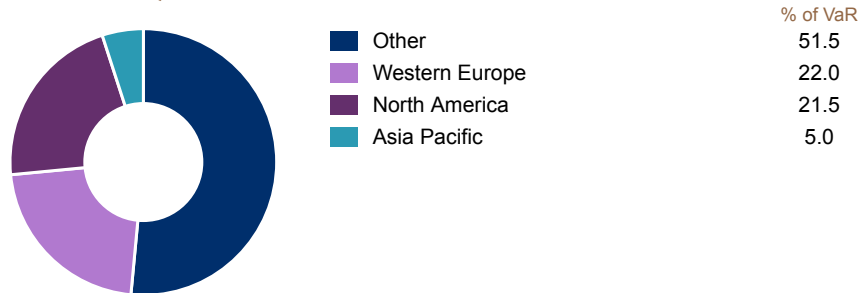 % of VaR
Other 51.5
Western Europe 22.0
North America 21.5
Asia Pacific 5.0